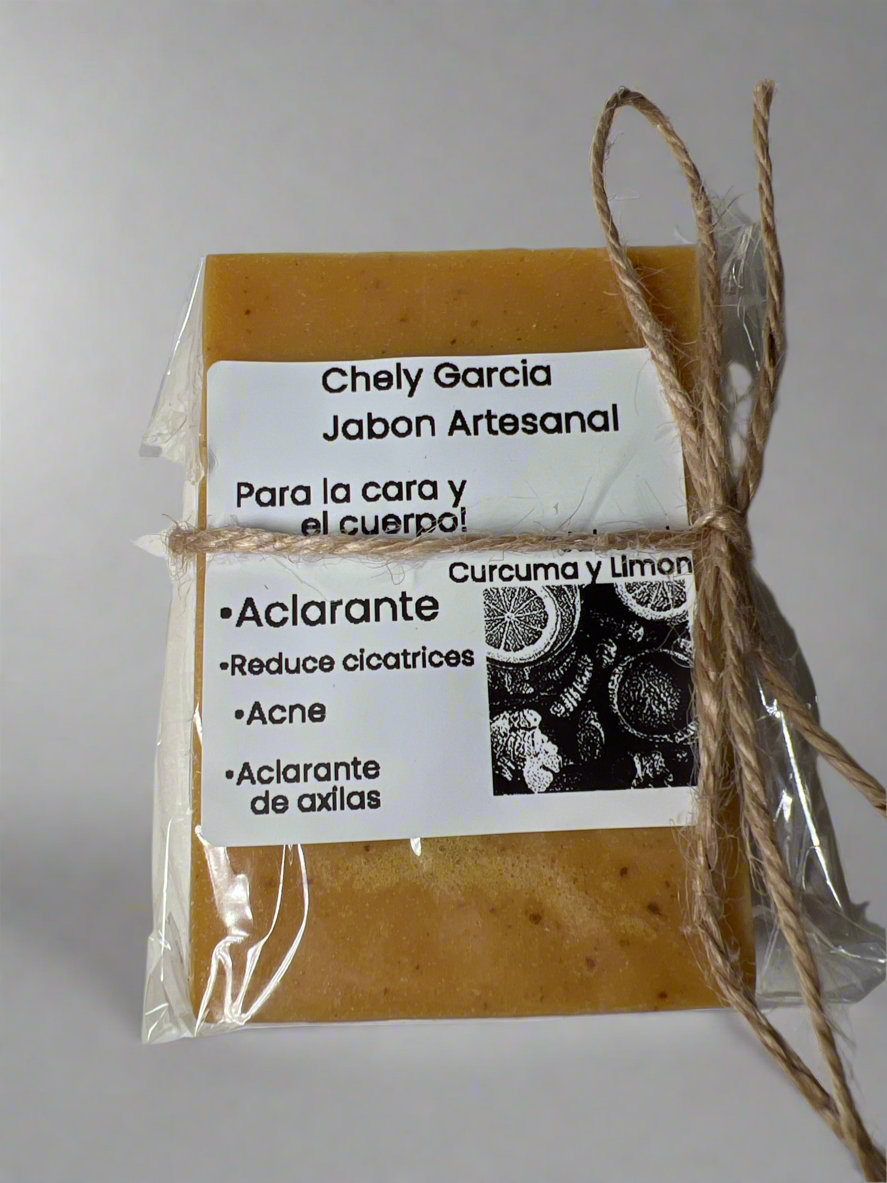 Chely Garcia
Jabon Artesanal
Para la cara y
el cuerpo!
Curcuma y Limon
•Aclarante
•Reduce cicatrices
•Acne
•Aclarante
de axilas